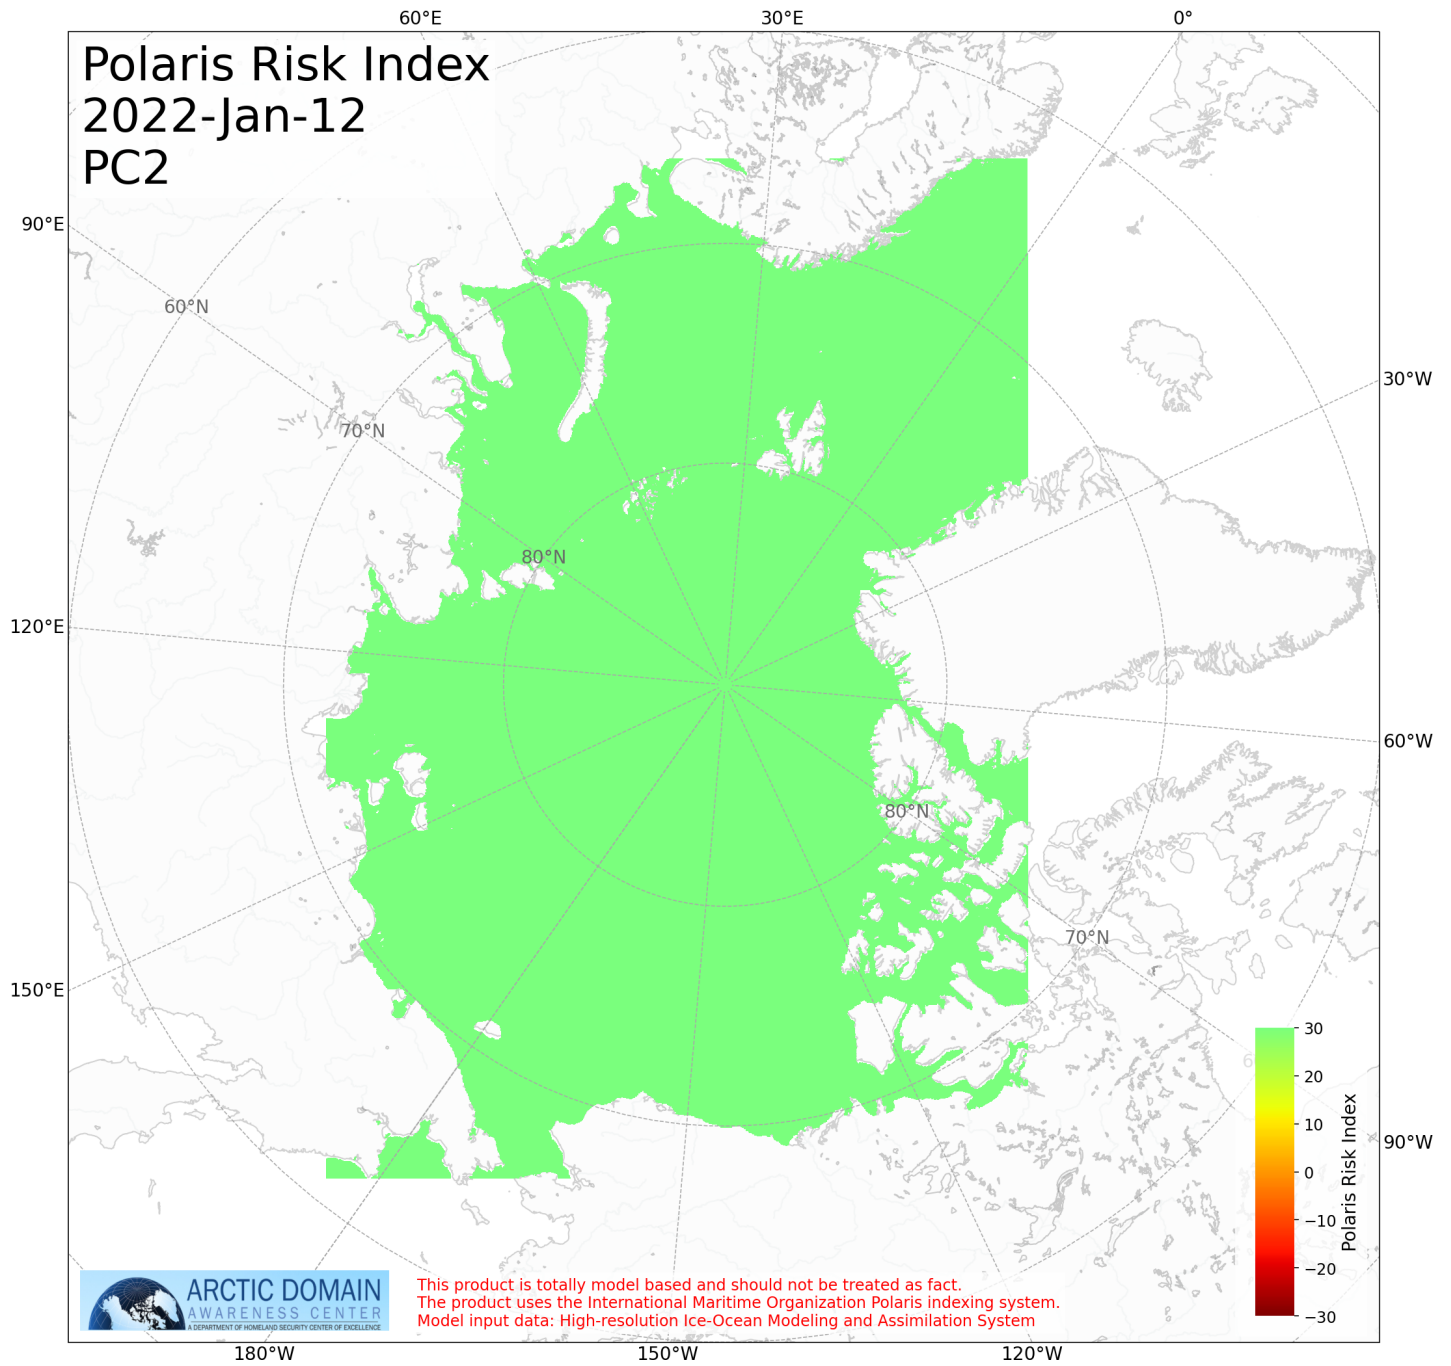 60°E
30°E
0°
Polaris Risk Index
2022-Jan-12
PC2
90°E
60°N
30°W
70°N
80°N
120°E
60°W
80°N
70°N
150°E
30
20
10
0
−10
−20
−30
Polaris Risk Index
90°W
ARCTIC DOMAIN
AWARENESS CENTER
A DEPARTMENT OF HOMELAND SECURITY CENTER OF EXCELLENCE
This product is totally model based and should not be treated as fact.
The product uses the International Maritime Organization Polaris indexing system.
Model input data: High-resolution Ice-Ocean Modeling and Assimilation System
180°W
150°W
120°W